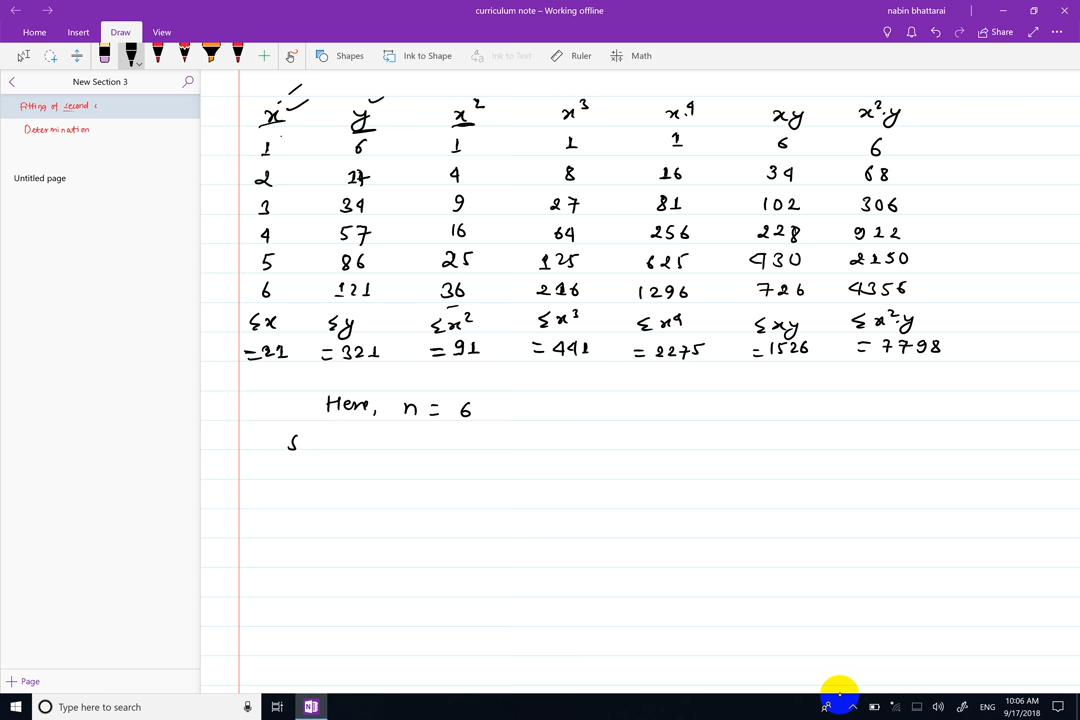 curriculum note – Working offline
nabin bhattarai
Home Insert Draw View
Share
Shapes Ink to Shape Ink to Text Ruler Math
New Section 3
Fitting of second
Determination
Untitled page
x y x² x³ x.⁴ xy x².y
1 6 1 1 1 6 6
2 17 4 8 16 34 68
3 34 9 27 81 102 306
4 57 16 64 256 228 912
5 86 25 125 625 430 2150
6 121 36 216 1296 726 4356
Σx Σy Σx² Σx³ Σx⁴ Σxy Σx².y
=21 = 321 = 91 = 441 = 2275 = 1526 = 7798
Here, n = 6
S
+ Page
Type here to search
ENG
10:06 AM
9/17/2018